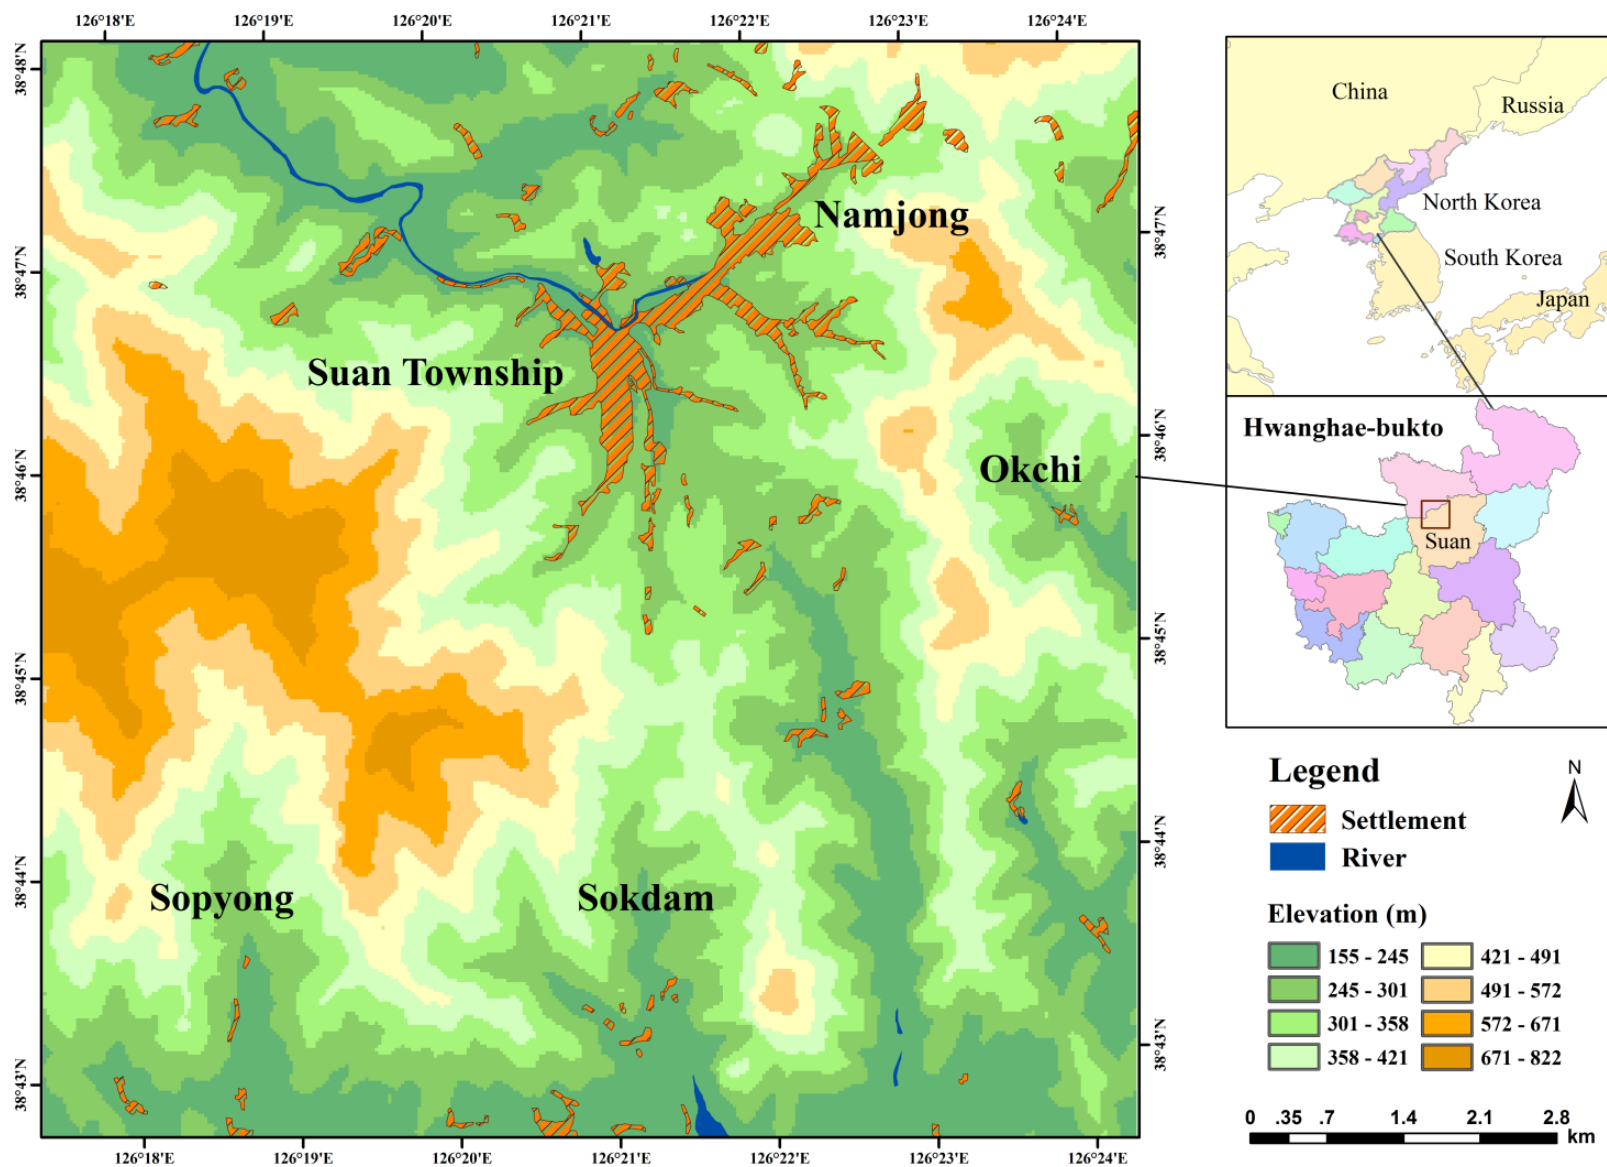 126°18'E 126°19'E 126°20'E 126°21'E 126°22'E 126°23'E 126°24'E
38°48'N
38°47'N
38°46'N
38°45'N
38°44'N
38°43'N
Namjong
Suan Township
Okchi
Sopyong
Sokdam
38°47'N
38°46'N
38°45'N
38°44'N
38°43'N
126°18'E 126°19'E 126°20'E 126°21'E 126°22'E 126°23'E 126°24'E
China
Russia
North Korea
South Korea
Japan
Hwanghae-bukto
Suan
Legend
N
Settlement
River
Elevation (m)
155 - 245 421 - 491
245 - 301 491 - 572
301 - 358 572 - 671
358 - 421 671 - 822
0 .35 .7 1.4 2.1 2.8
km